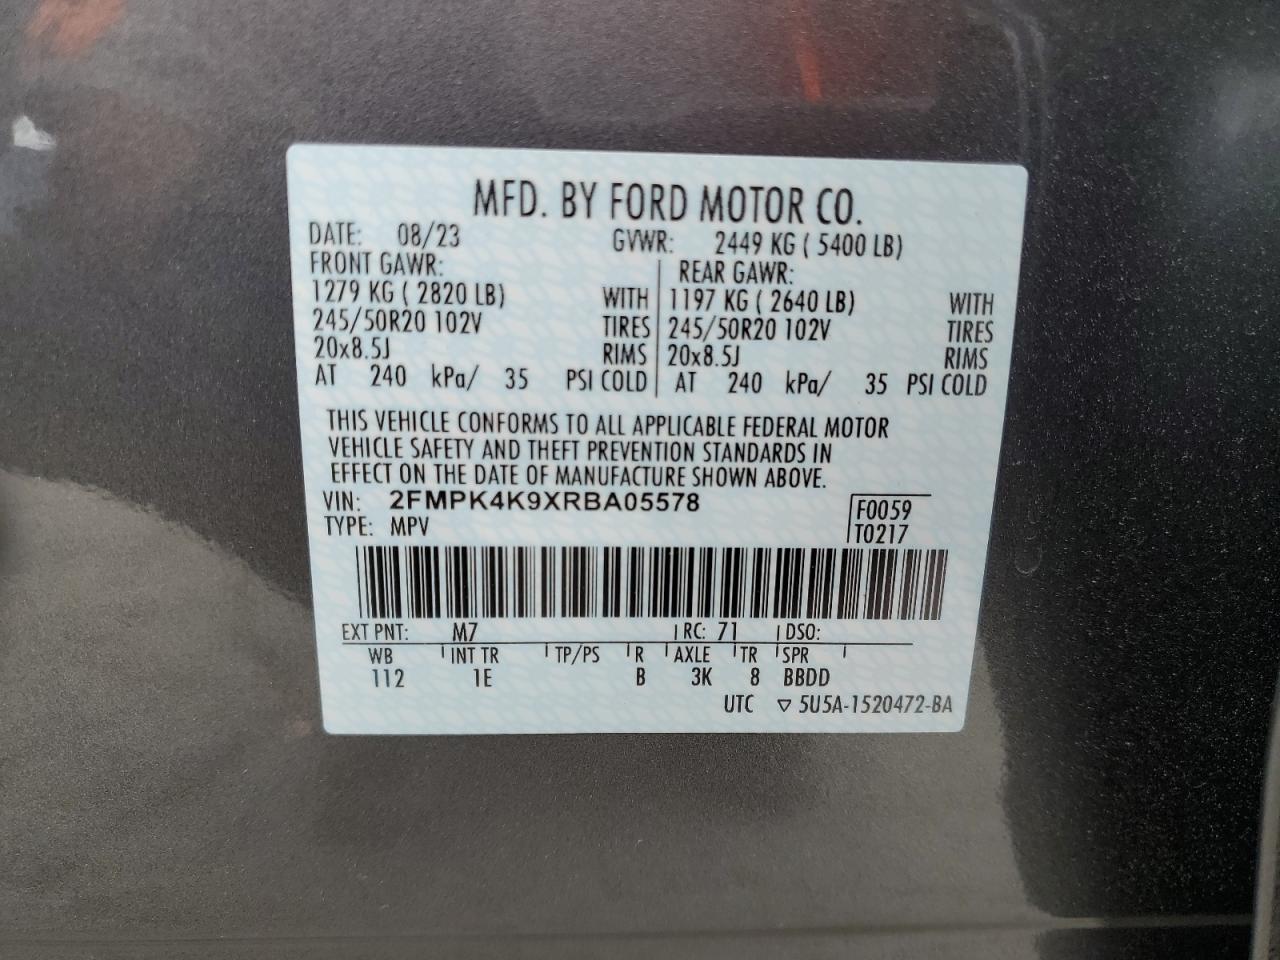 MFD. BY FORD MOTOR CO.
DATE: 08/23 GVWR: 2449 KG ( 5400 LB)
FRONT GAWR: REAR GAWR:
1279 KG ( 2820 LB) WITH 1197 KG ( 2640 LB) WITH
245/50R20 102V TIRES 245/50R20 102V TIRES
20x8.5J RIMS 20x8.5J RIMS
AT 240 kPa/ 35 PSI COLD AT 240 kPa/ 35 PSI COLD
THIS VEHICLE CONFORMS TO ALL APPLICABLE FEDERAL MOTOR
VEHICLE SAFETY AND THEFT PREVENTION STANDARDS IN
EFFECT ON THE DATE OF MANUFACTURE SHOWN ABOVE.
VIN: 2FMPK4K9XRBA05578 F0059
TYPE: MPV T0217
EXT PNT: M7 RC: 71 DSO:
WB INT TR TP/PS R AXLE TR SPR
112 1E B 3K 8 BBDD
UTC ▽ 5U5A-1520472-BA